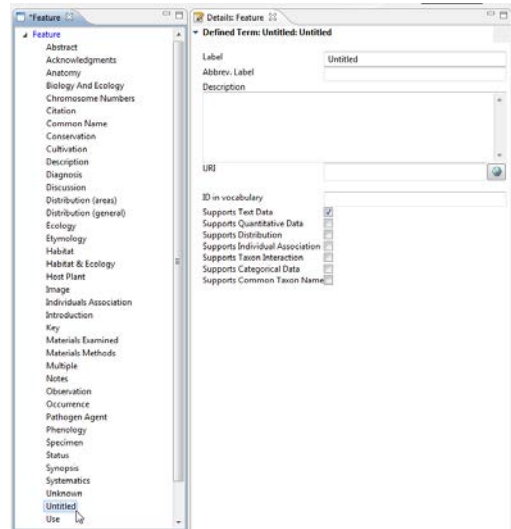 *Feature
Feature
Abstract
Acknowledgments
Anatomy
Biology And Ecology
Chromosome Numbers
Citation
Common Name
Conservation
Cultivation
Description
Diagnosis
Discussion
Distribution (areas)
Distribution (general)
Ecology
Etymology
Habitat
Habitat & Ecology
Host Plant
Image
Individuals Association
Introduction
Key
Materials Examined
Materials Methods
Multiple
Notes
Observation
Occurrence
Pathogen Agent
Phenology
Specimen
Status
Synopsis
Systematics
Unknown
Untitled
Use
Details: Feature
Defined Term: Untitled: Untitled
Label Untitled
Abbrev. Label
Description
URI
ID in vocabulary
Supports Text Data
Supports Quantitative Data
Supports Distribution
Supports Individual Association
Supports Taxon Interaction
Supports Categorical Data
Supports Common Taxon Name